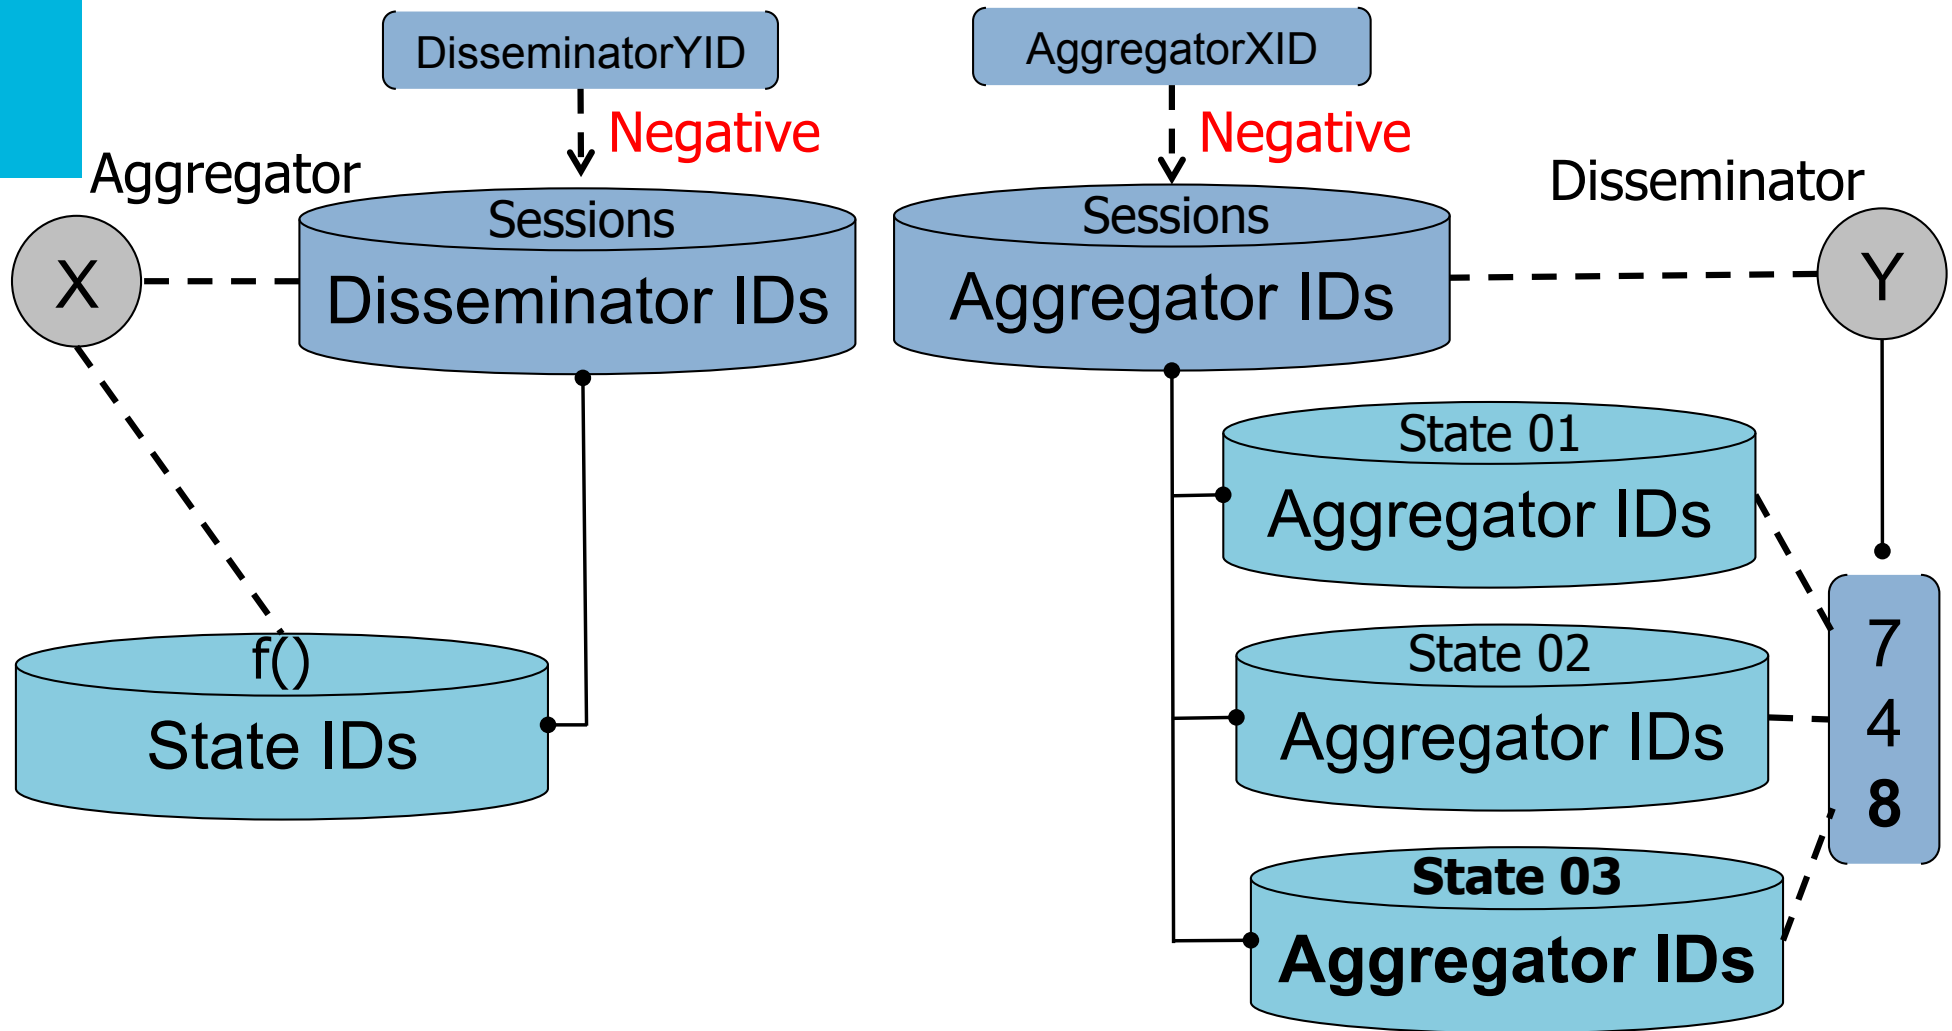 DisseminatorYID
AggregatorXID
Negative
Negative
Aggregator
Disseminator
Sessions
Disseminator IDs
Sessions
Aggregator IDs
X
Y
State 01
Aggregator IDs
f()
State IDs
State 02
Aggregator IDs
7
4
8
State 03
Aggregator IDs